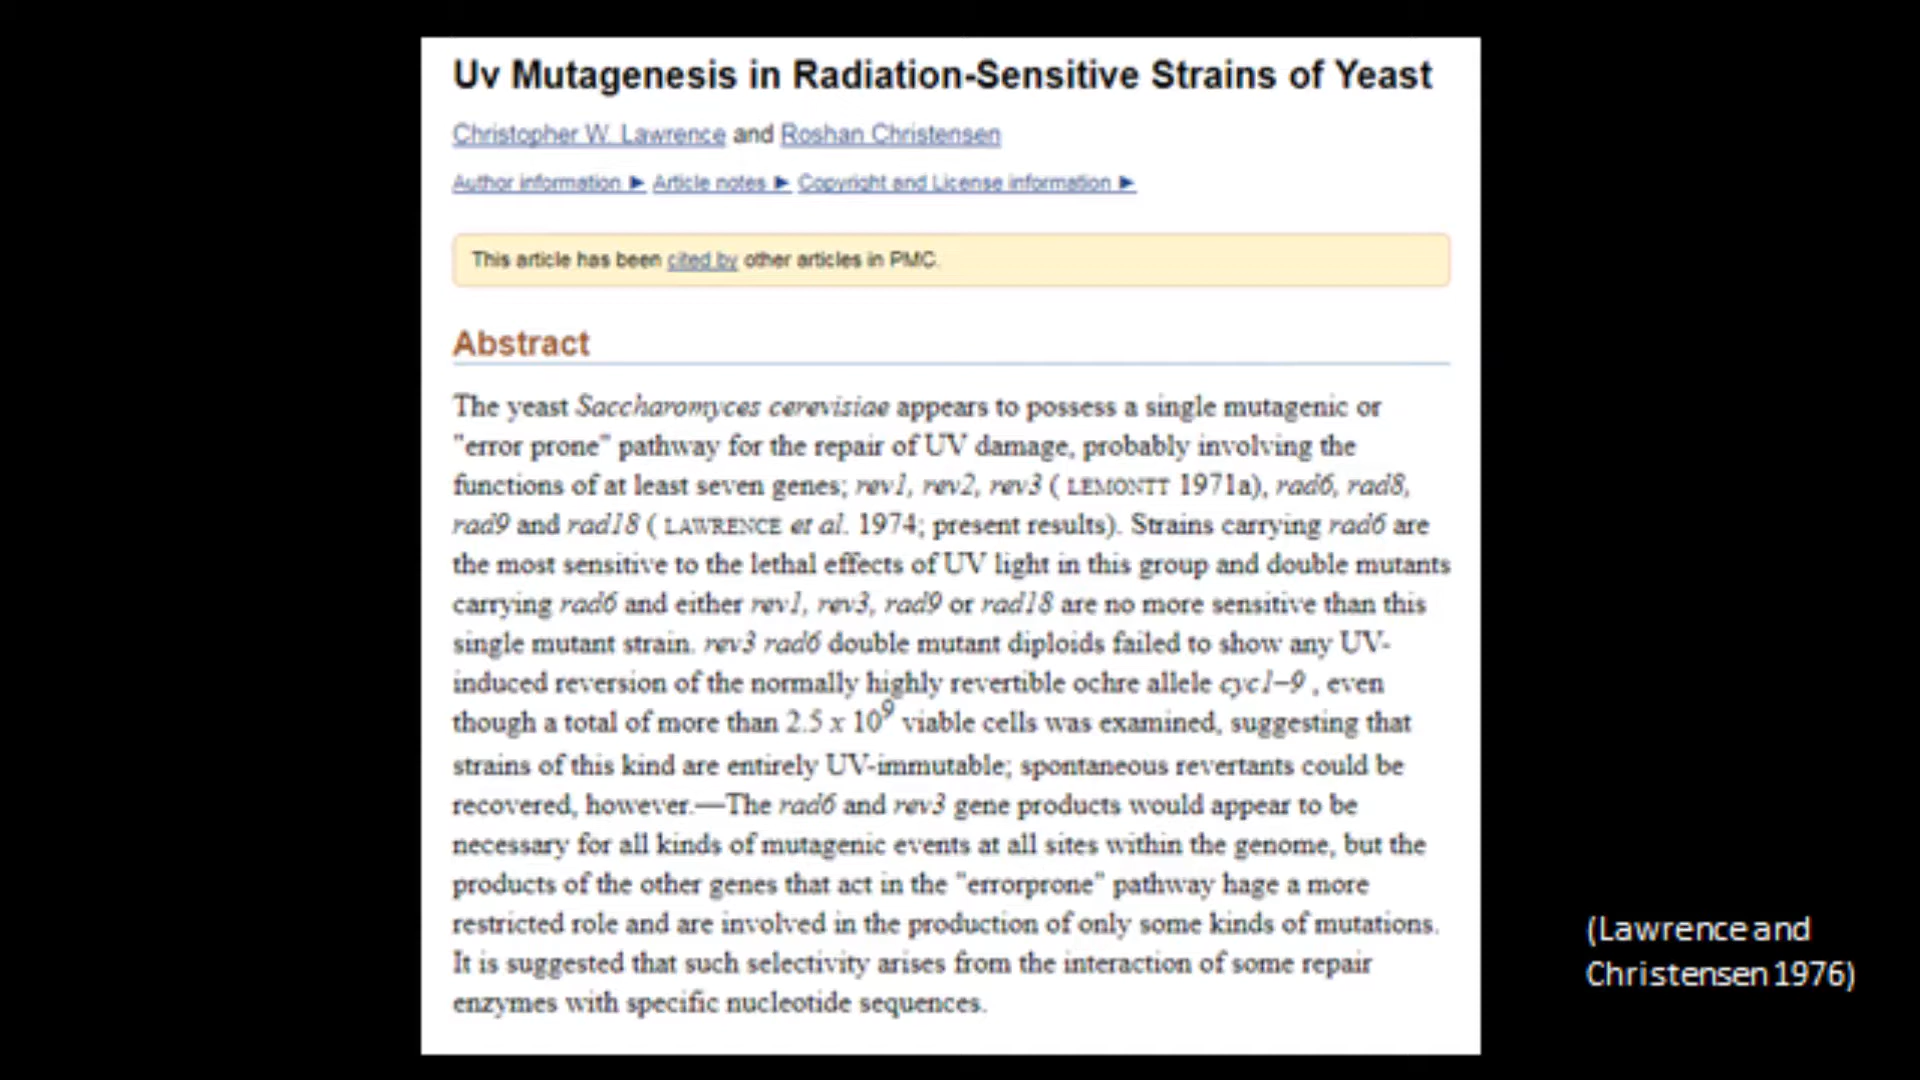 Uv Mutagenesis in Radiation-Sensitive Strains of Yeast
Christopher W. Lawrence and Roshan Christensen
Author information ► Article notes ► Copyright and License information ►
This article has been cited by other articles in PMC.
Abstract
The yeast Saccharomyces cerevisiae appears to possess a single mutagenic or
"error prone" pathway for the repair of UV damage, probably involving the
functions of at least seven genes; rev1, rev2, rev3 ( LEMONTT 1971a), rad6, rad8,
rad9 and rad18 ( LAWRENCE et al. 1974; present results). Strains carrying rad6 are
the most sensitive to the lethal effects of UV light in this group and double mutants
carrying rad6 and either rev1, rev3, rad9 or rad18 are no more sensitive than this
single mutant strain. rev3 rad6 double mutant diploids failed to show any UV-
induced reversion of the normally highly revertible ochre allele cyc1–9 , even
though a total of more than 2.5 x 10⁹ viable cells was examined, suggesting that
strains of this kind are entirely UV-immutable; spontaneous revertants could be
recovered, however.—The rad6 and rev3 gene products would appear to be
necessary for all kinds of mutagenic events at all sites within the genome, but the
products of the other genes that act in the "errorprone" pathway hage a more
restricted role and are involved in the production of only some kinds of mutations.
It is suggested that such selectivity arises from the interaction of some repair
enzymes with specific nucleotide sequences.
(Lawrence and
Christensen 1976)